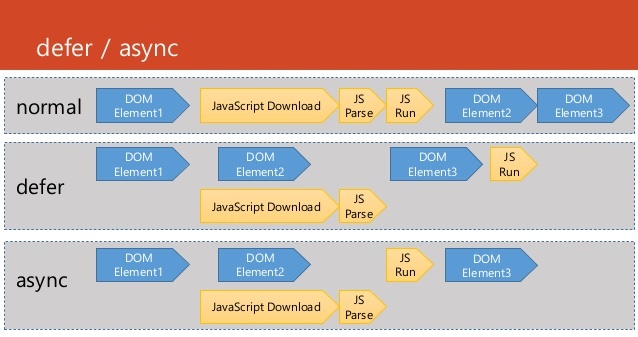 defer / async
normal
DOM
Element1
JavaScript Download
JS
Parse
JS
Run
DOM
Element2
DOM
Element3
defer
DOM
Element1
DOM
Element2
DOM
Element3
JS
Run
JavaScript Download
JS
Parse
async
DOM
Element1
DOM
Element2
JS
Run
DOM
Element3
JavaScript Download
JS
Parse